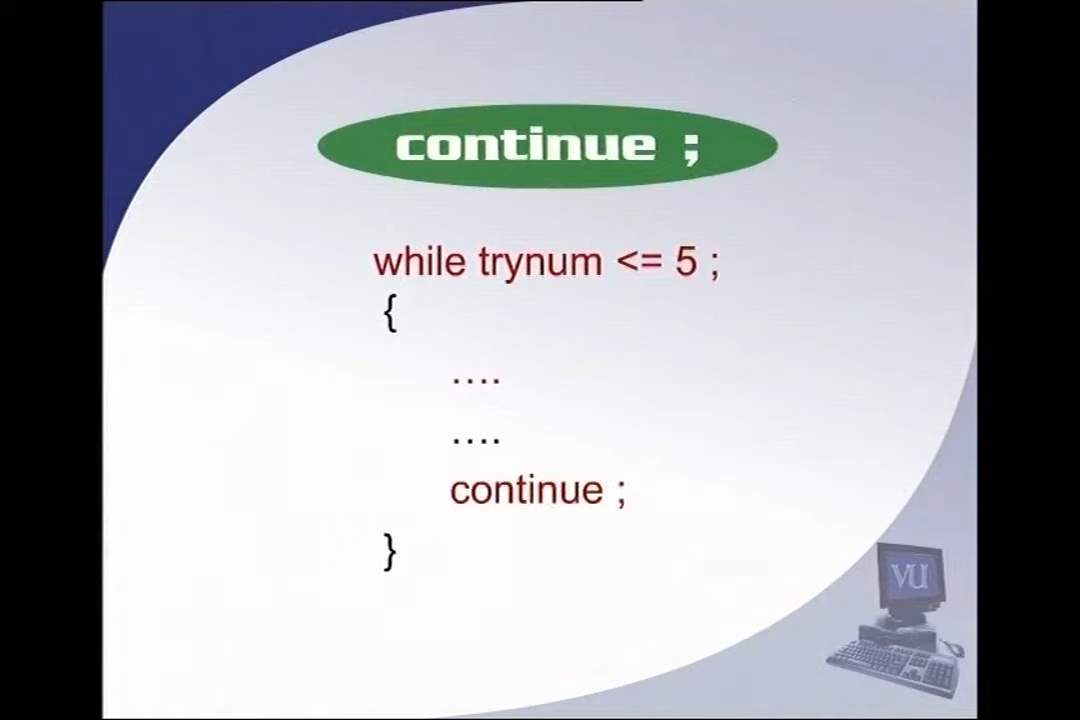 continue ;
while trynum <= 5 ;
{
....
....
continue ;
}
VU